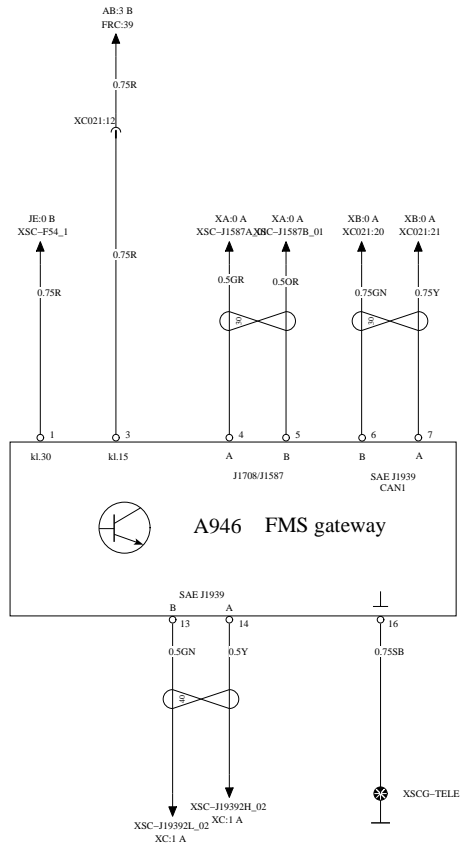 AB:3 B
FRC:39
0.75R
XC021:12
JE:0 B
XSC−F54_1
XA:0 A
XSC−J1587A_01
XA:0 A
XSC−J1587B_01
XB:0 A
XC021:20
XB:0 A
XC021:21
0.75R
0.75R
0.5GR
0.5OR
0.75GN
0.75Y
30
30
1
3
4
5
6
7
kl.30
kl.15
A
B
B
A
J1708/J1587
SAE J1939
CAN1
A946 FMS gateway
SAE J1939
B
A
13
14
16
0.5GN
0.5Y
0.75SB
40
XSC−J19392H_02
XC:1 A
XSC−J19392L_02
XC:1 A
XSCG−TELE